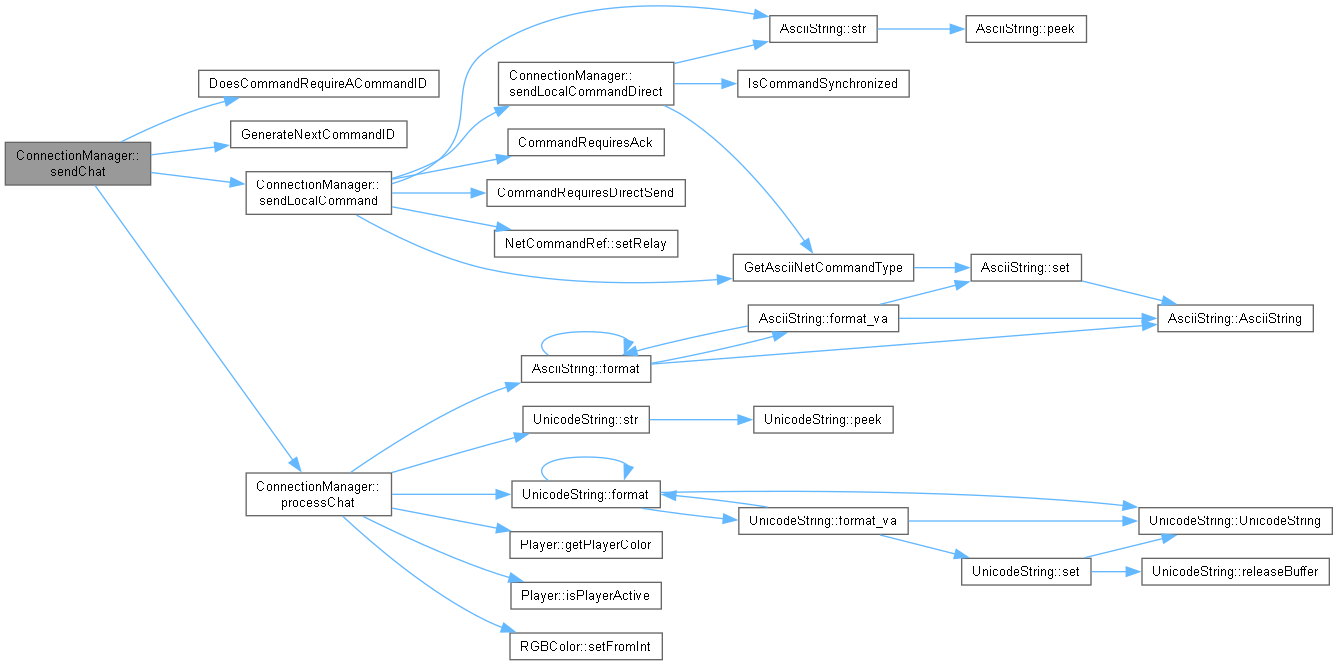 AsciiString::str
AsciiString::peek
ConnectionManager::
sendLocalCommandDirect
IsCommandSynchronized
DoesCommandRequireACommandID
GenerateNextCommandID
CommandRequiresAck
ConnectionManager::
sendChat
ConnectionManager::
sendLocalCommand
CommandRequiresDirectSend
NetCommandRef::setRelay
GetAsciiNetCommandType
AsciiString::set
AsciiString::format_va
AsciiString::AsciiString
AsciiString::format
UnicodeString::str
UnicodeString::peek
ConnectionManager::
processChat
UnicodeString::format
UnicodeString::format_va
UnicodeString::UnicodeString
Player::getPlayerColor
UnicodeString::set
UnicodeString::releaseBuffer
Player::isPlayerActive
RGBColor::setFromInt